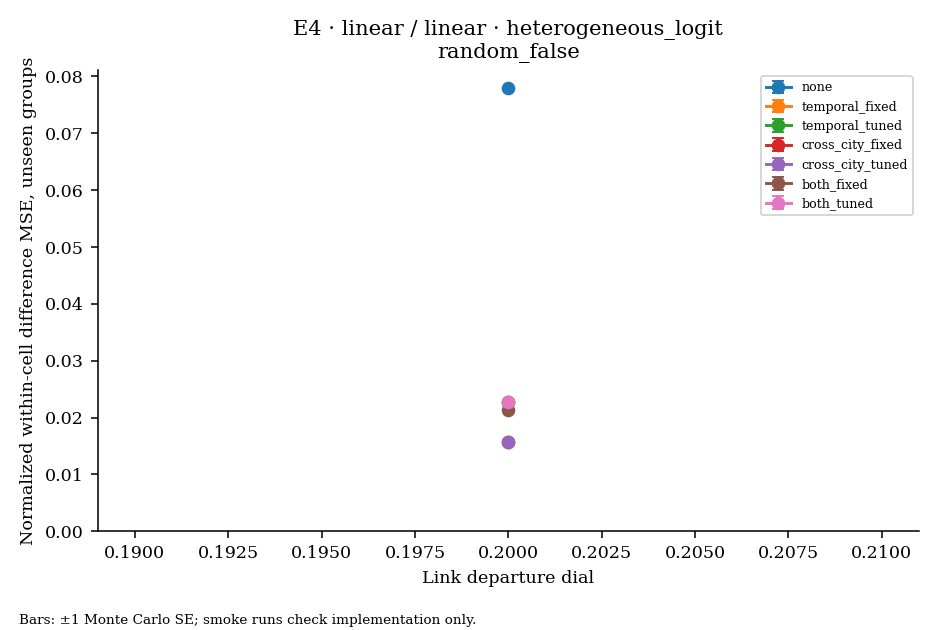 E4 · linear / linear · heterogeneous_logit
random_false
Normalized within-cell difference MSE, unseen groups
0.08
0.07
0.06
0.05
0.04
0.03
0.02
0.01
0.00
none
temporal_fixed
temporal_tuned
cross_city_fixed
cross_city_tuned
both_fixed
both_tuned
0.1900 0.1925 0.1950 0.1975 0.2000 0.2025 0.2050 0.2075 0.2100
Link departure dial
Bars: ±1 Monte Carlo SE; smoke runs check implementation only.